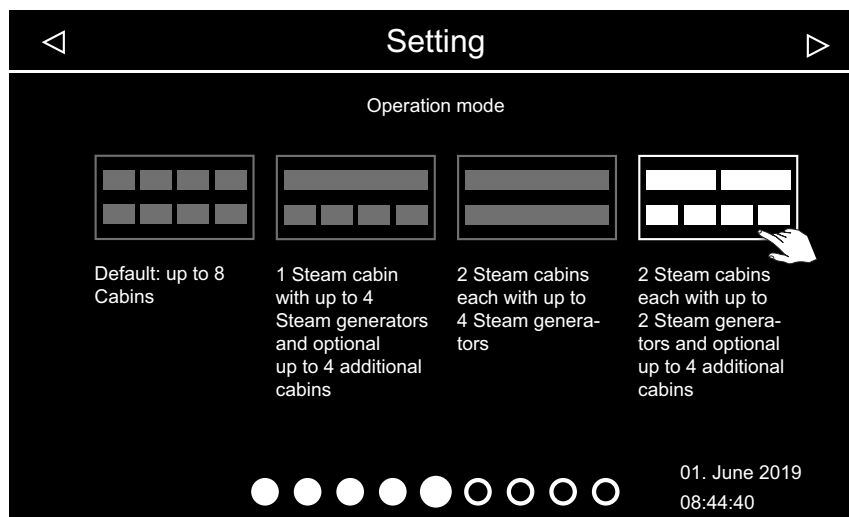 Setting
Operation mode
Default: up to 8
Cabins
1 Steam cabin
with up to 4
Steam generators
and optional
up to 4 additional
cabins
2 Steam cabins
each with up to
4 Steam genera-
tors
2 Steam cabins
each with up to
2 Steam genera-
tors and optional
up to 4 additional
cabins
01. June 2019
08:44:40